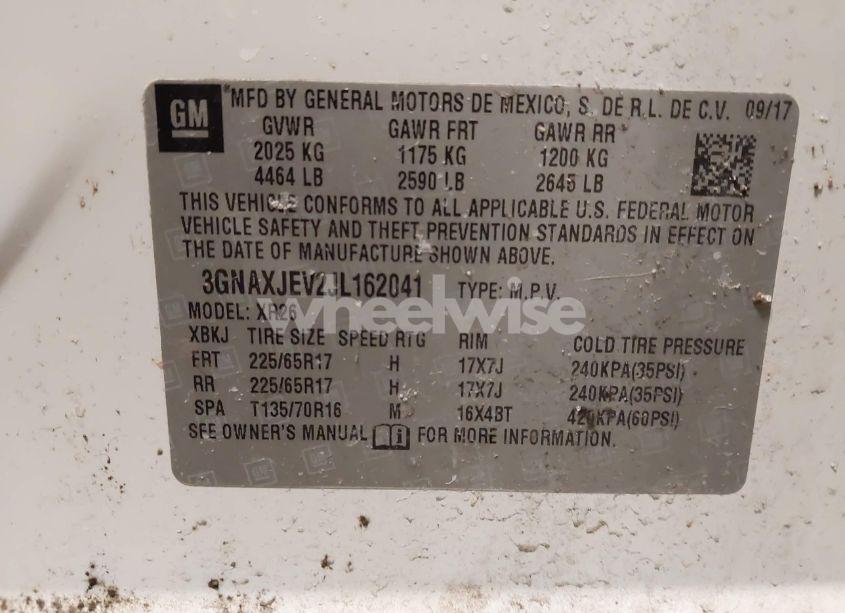 GM
MFD BY GENERAL MOTORS DE MEXICO, S. DE R.L. DE C.V. 09/17
GVWR GAWR FRT GAWR RR
2025 KG 1175 KG 1200 KG
4464 LB 2590 LB 2645 LB
THIS VEHICLE CONFORMS TO ALL APPLICABLE U.S. FEDERAL MOTOR
VEHICLE SAFETY AND THEFT PREVENTION STANDARDS IN EFFECT ON
THE DATE OF MANUFACTURE SHOWN ABOVE.
3GNAXJEV2JL162041 TYPE: M.P.V.
wheelwise
MODEL: XR26
XBKJ TIRE SIZE SPEED RTG RIM COLD TIRE PRESSURE
FRT 225/65R17 H 17X7J 240KPA(35PSI)
RR 225/65R17 H 17X7J 240KPA(35PSI)
SPA T135/70R16 M 16X4BT 420KPA(60PSI)
SEE OWNER'S MANUAL FOR MORE INFORMATION.